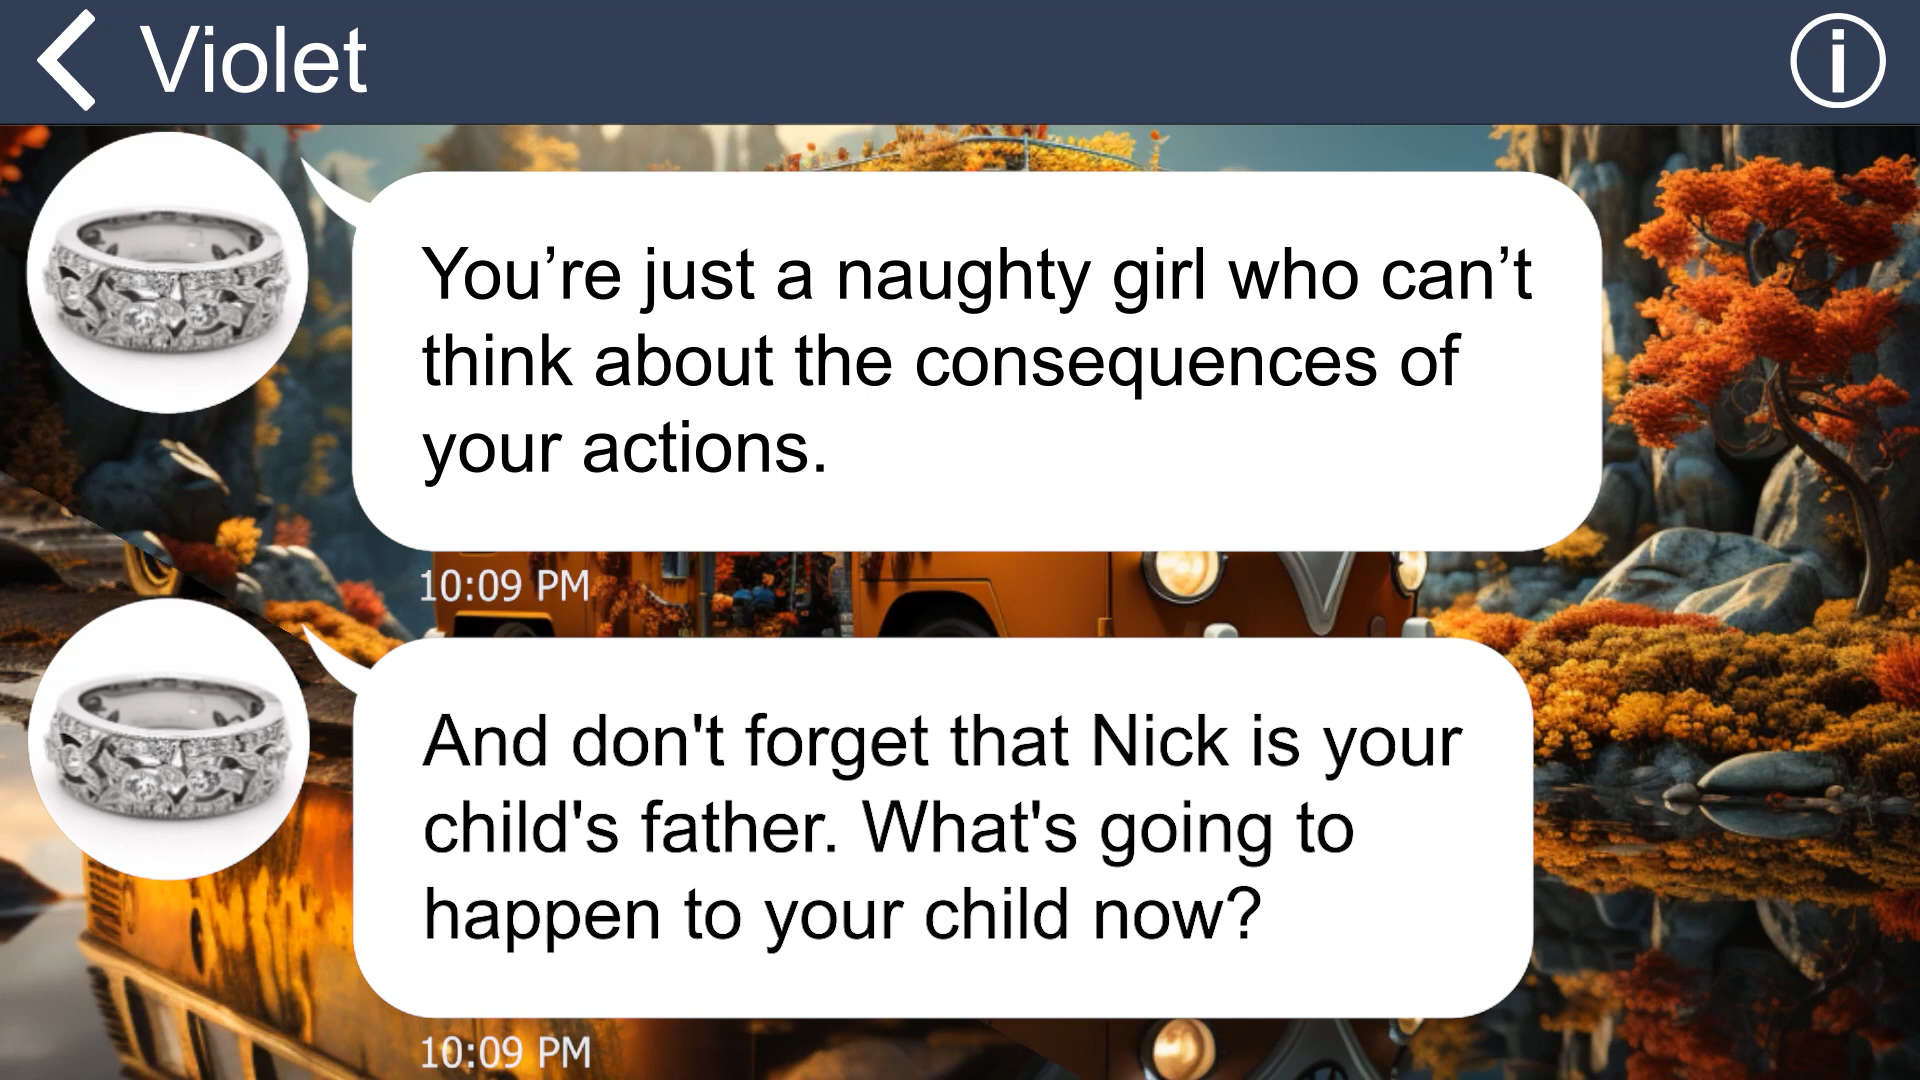 Violet
You’re just a naughty girl who can’t
think about the consequences of
your actions.
10:09 PM
And don't forget that Nick is your
child's father. What's going to
happen to your child now?
10:09 PM